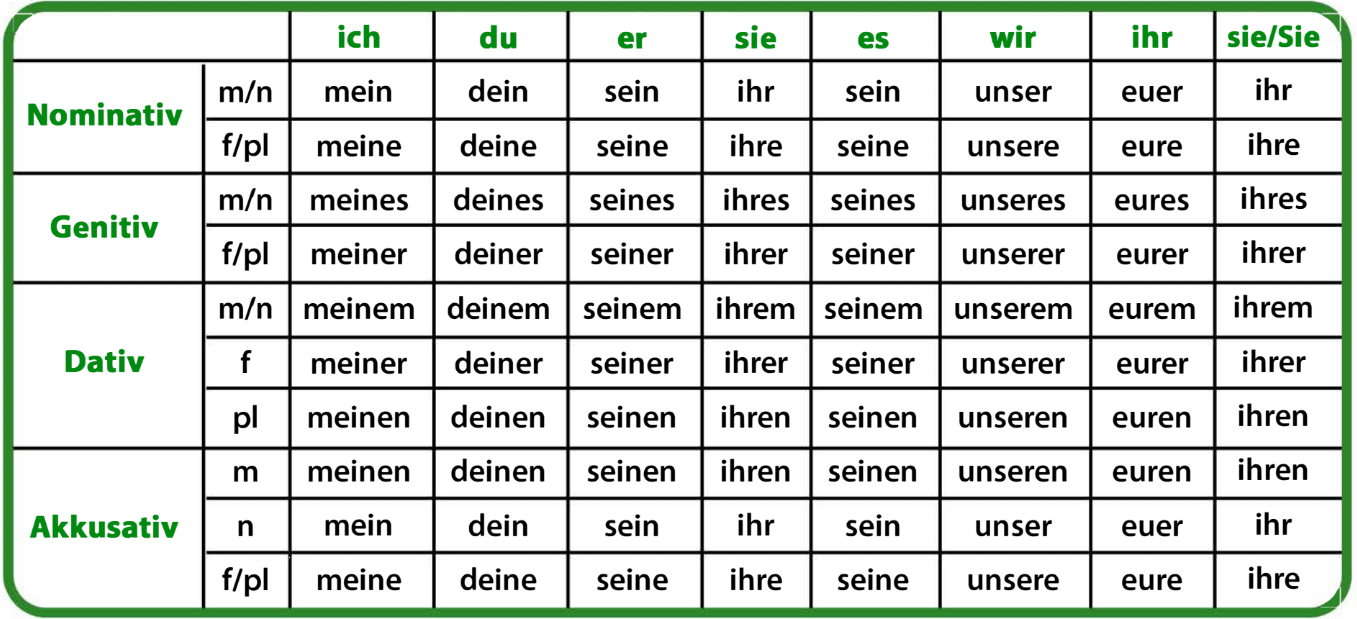 ich du er sie es wir ihr sie/Sie
Nominativ m/n mein dein sein ihr sein unser euer ihr
f/pl meine deine seine ihre seine unsere eure ihre
Genitiv m/n meines deines seines ihres seines unseres eures ihres
f/pl meiner deiner seiner ihrer seiner unserer eurer ihrer
Dativ m/n meinem deinem seinem ihrem seinem unserem eurem ihrem
f meiner deiner seiner ihrer seiner unserer eurer ihrer
pl meinen deinen seinen ihren seinen unseren euren ihren
Akkusativ m meinen deinen seinen ihren seinen unseren euren ihren
n mein dein sein ihr sein unser euer ihr
f/pl meine deine seine ihre seine unsere eure ihre